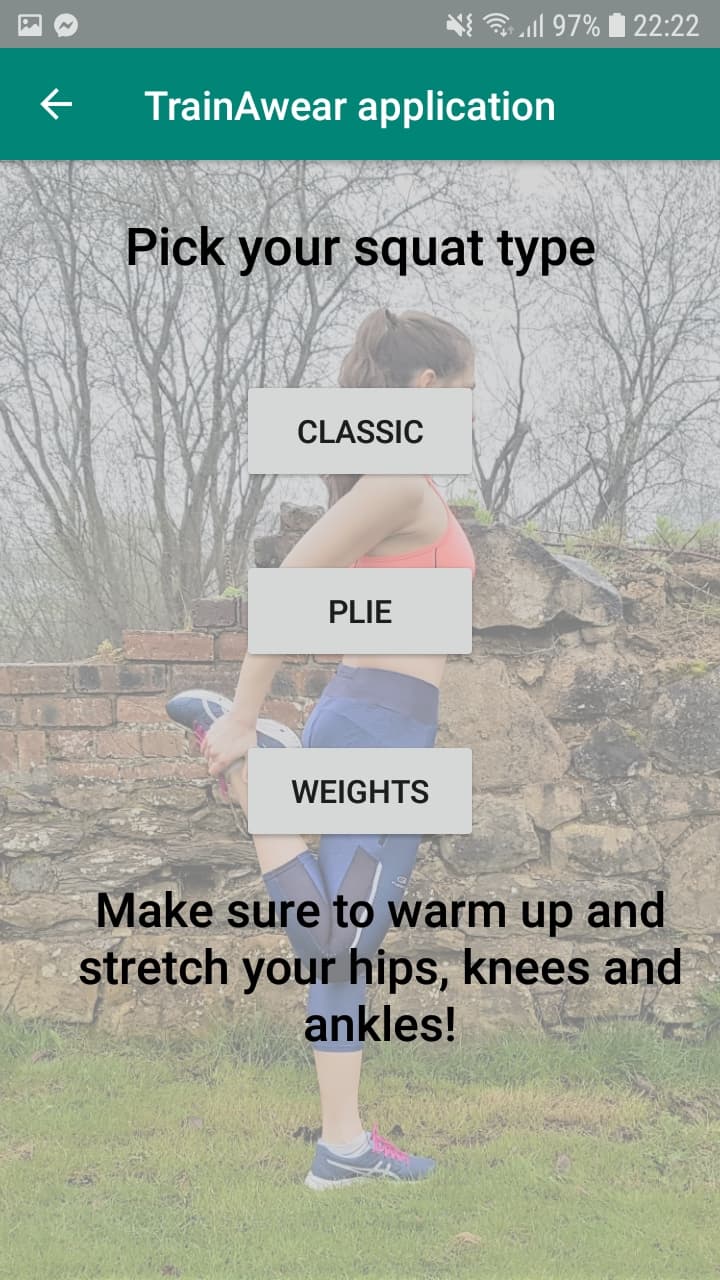 97% 22:22
TrainAwear application
Pick your squat type
CLASSIC
PLIE
WEIGHTS
Make sure to warm up and
stretch your hips, knees and
ankles!